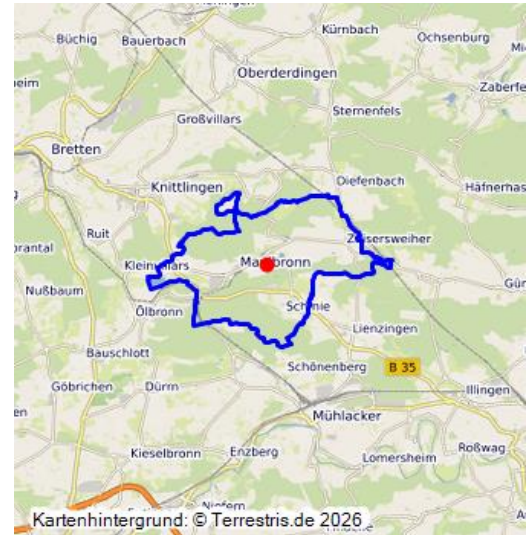 Büchig
Bauerbach
Kürnbach
Ochsenburg
Oberderdingen
Zaberfe
Sternenfels
Großvillars
Bretten
Knittlingen
Diefenbach
Häfnerhas
Ruit
Zaisersweiher
Maulbronn
Kleinvillars
Nußbaum
Schmie
Ölbronn
Lienzingen
Bauschlott
Schönenberg
B 35
Göbrichen
Dürrn
Illingen
Mühlacker
Roßwag
Kieselbronn
Enzberg
Lomersheim
Niefern
Kartenhintergrund: © Terrestris.de 2026